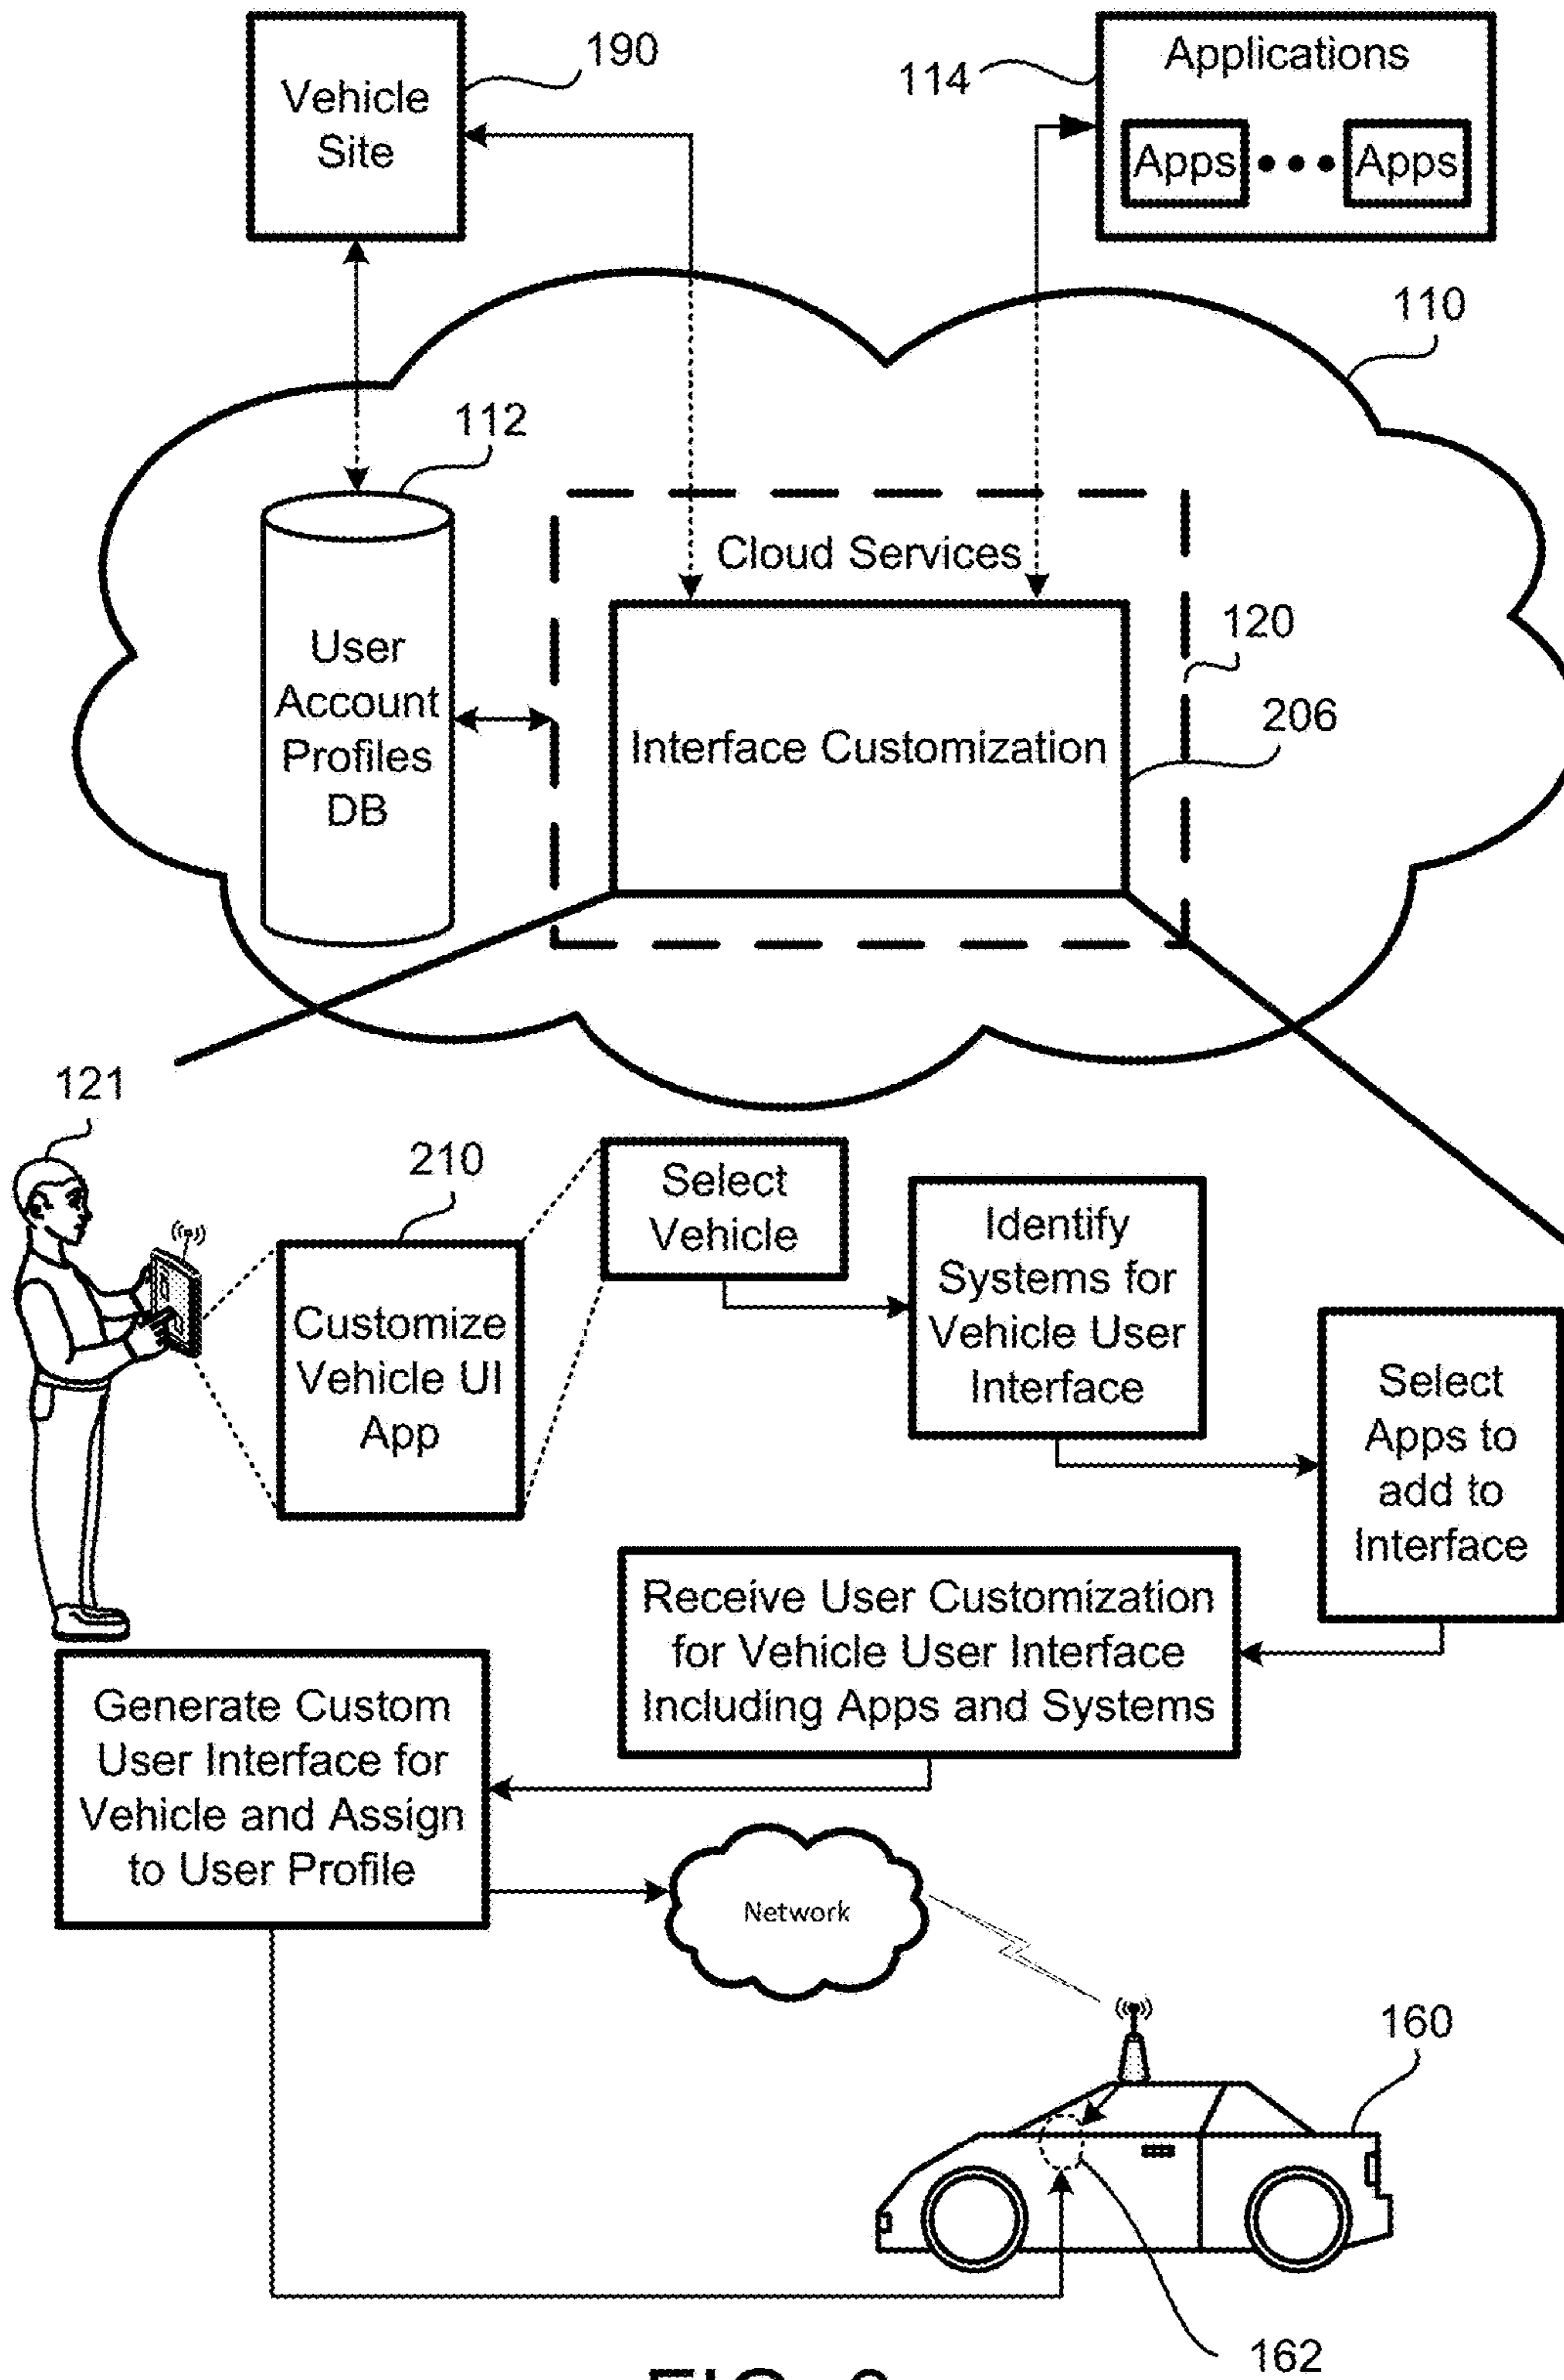 Vehicle
Site
190
114
Applications
Apps
Apps
110
112
Cloud Services
User
Account
Profiles
DB
Interface Customization
120
206
121
210
Customize
Vehicle UI
App
Select
Vehicle
Identify
Systems for
Vehicle User
Interface
Select
Apps to
add to
Interface
Receive User Customization
for Vehicle User Interface
Including Apps and Systems
Generate Custom
User Interface for
Vehicle and Assign
to User Profile
Network
160
162